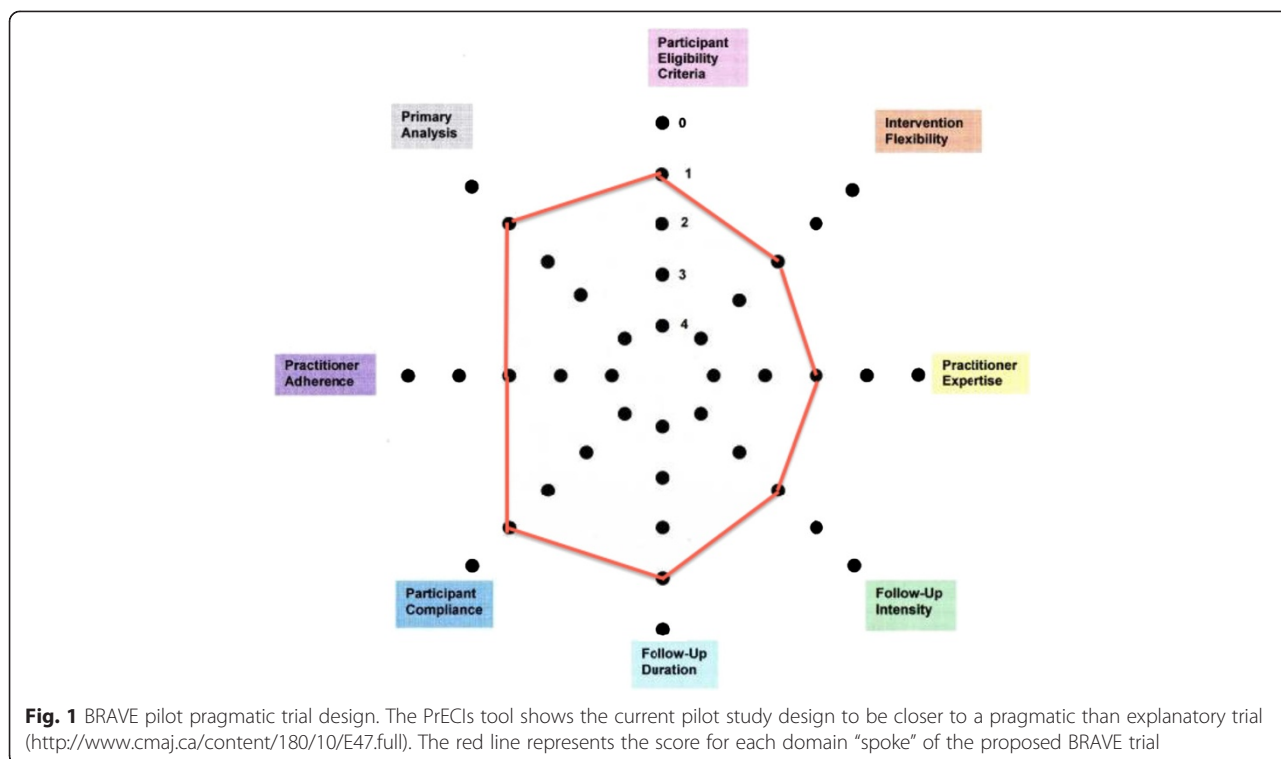 Participant
Eligibility
Criteria
Primary
Analysis
Intervention
Flexibility
0
1
2
3
4
Practitioner
Adherence
Practitioner
Expertise
Participant
Compliance
Follow-Up
Intensity
Follow-Up
Duration
Fig. 1 BRAVE pilot pragmatic trial design. The PrECIs tool shows the current pilot study design to be closer to a pragmatic than explanatory trial
(http://www.cmaj.ca/content/180/10/E47.full). The red line represents the score for each domain “spoke” of the proposed BRAVE trial